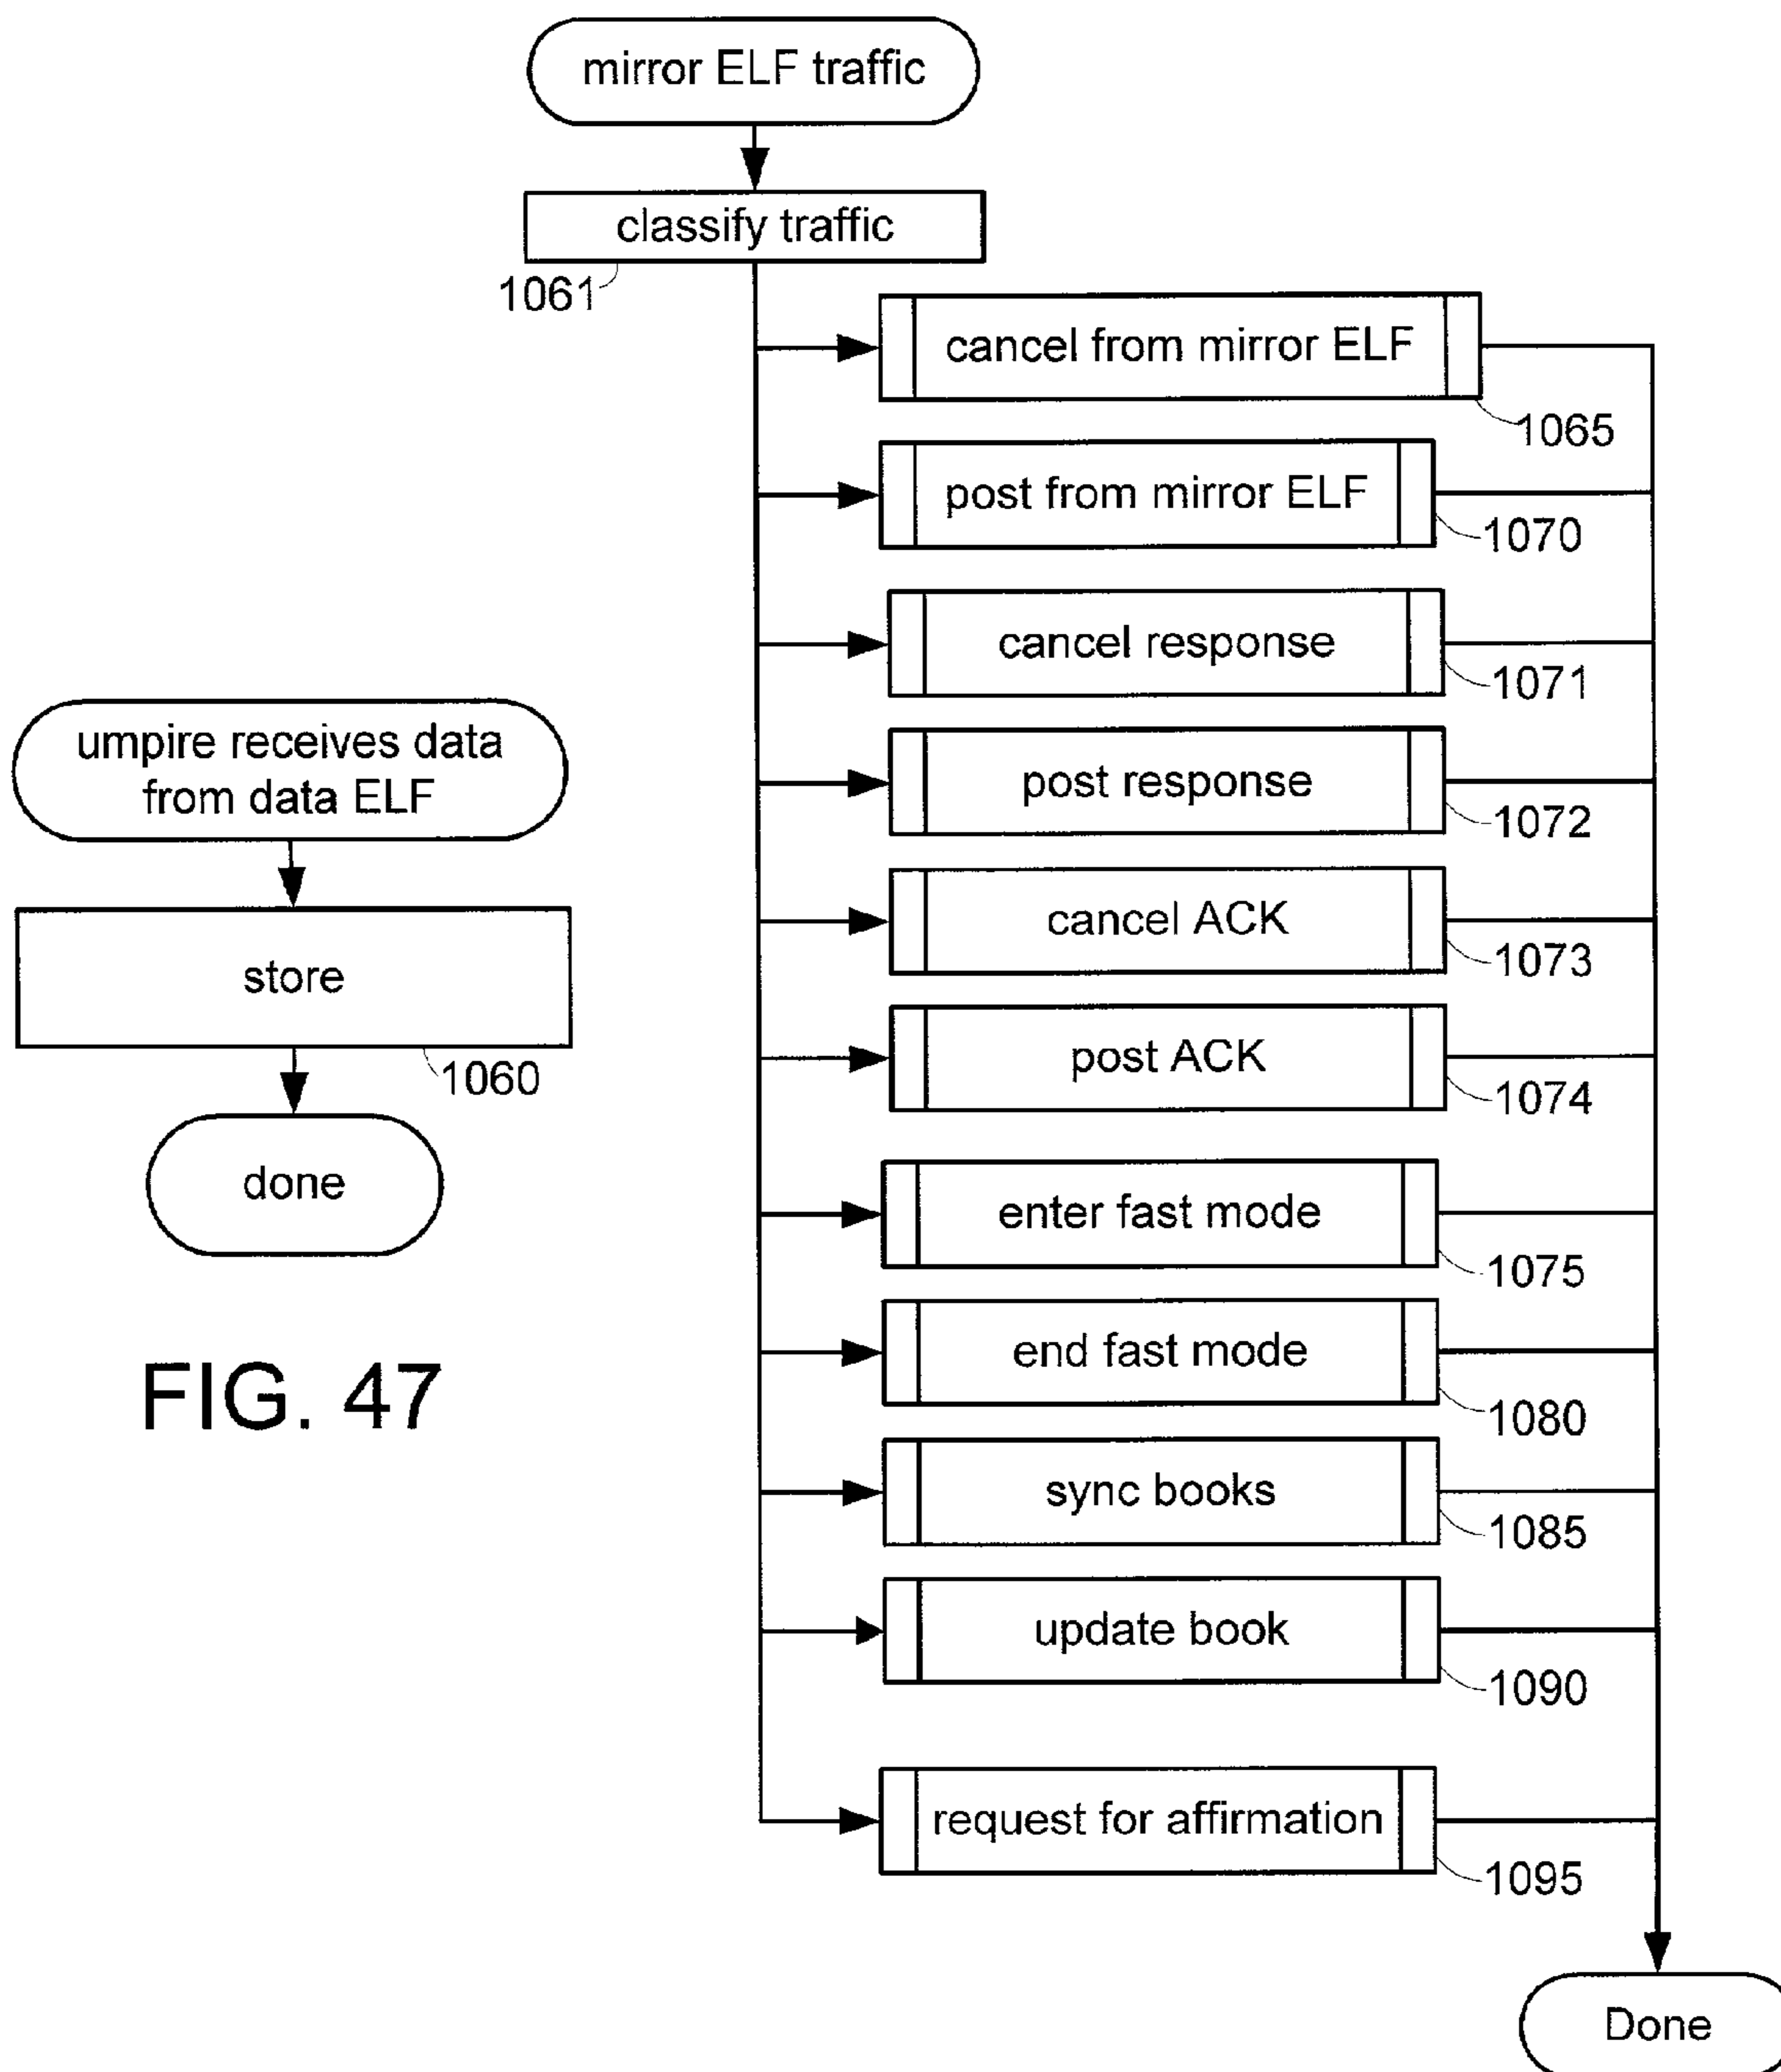 mirror ELF traffic
classify traffic
1061
cancel from mirror ELF
1065
post from mirror ELF
1070
cancel response
1071
post response
1072
cancel ACK
1073
post ACK
1074
enter fast mode
1075
end fast mode
1080
sync books
1085
update book
1090
request for affirmation
1095
Done
umpire receives data
from data ELF
store
1060
done
FIG. 47